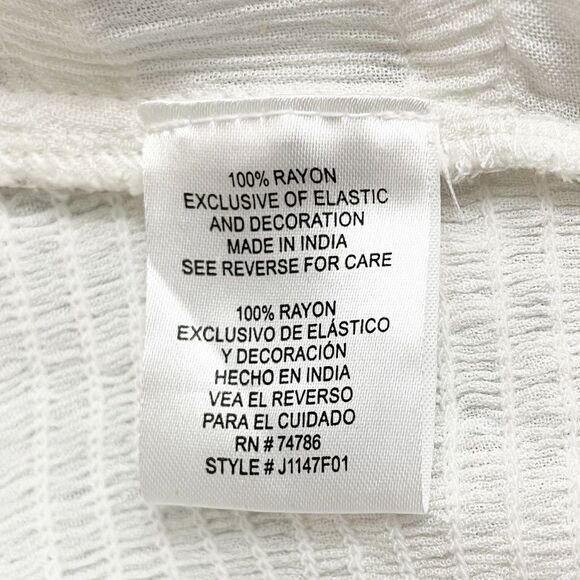 100% RAYON
EXCLUSIVE OF ELASTIC
AND DECORATION
MADE IN INDIA
SEE REVERSE FOR CARE
100% RAYON
EXCLUSIVO DE ELÁSTICO
Y DECORACIÓN
HECHO EN INDIA
VEA EL REVERSO
PARA EL CUIDADO
RN # 74786
STYLE # J1147F01